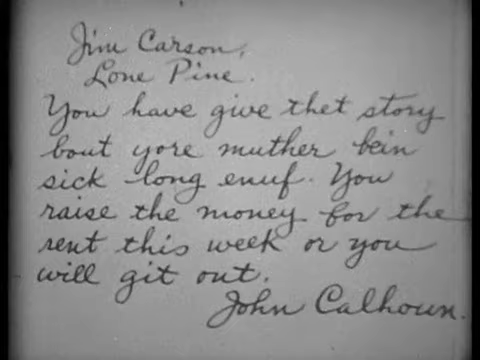 Jim Carson,
Lone Pine.
You have give thet story
bout yore muther bein
sick long enuf. You
raise the money for the
rent this week or you
will git out.
John Calhoun.